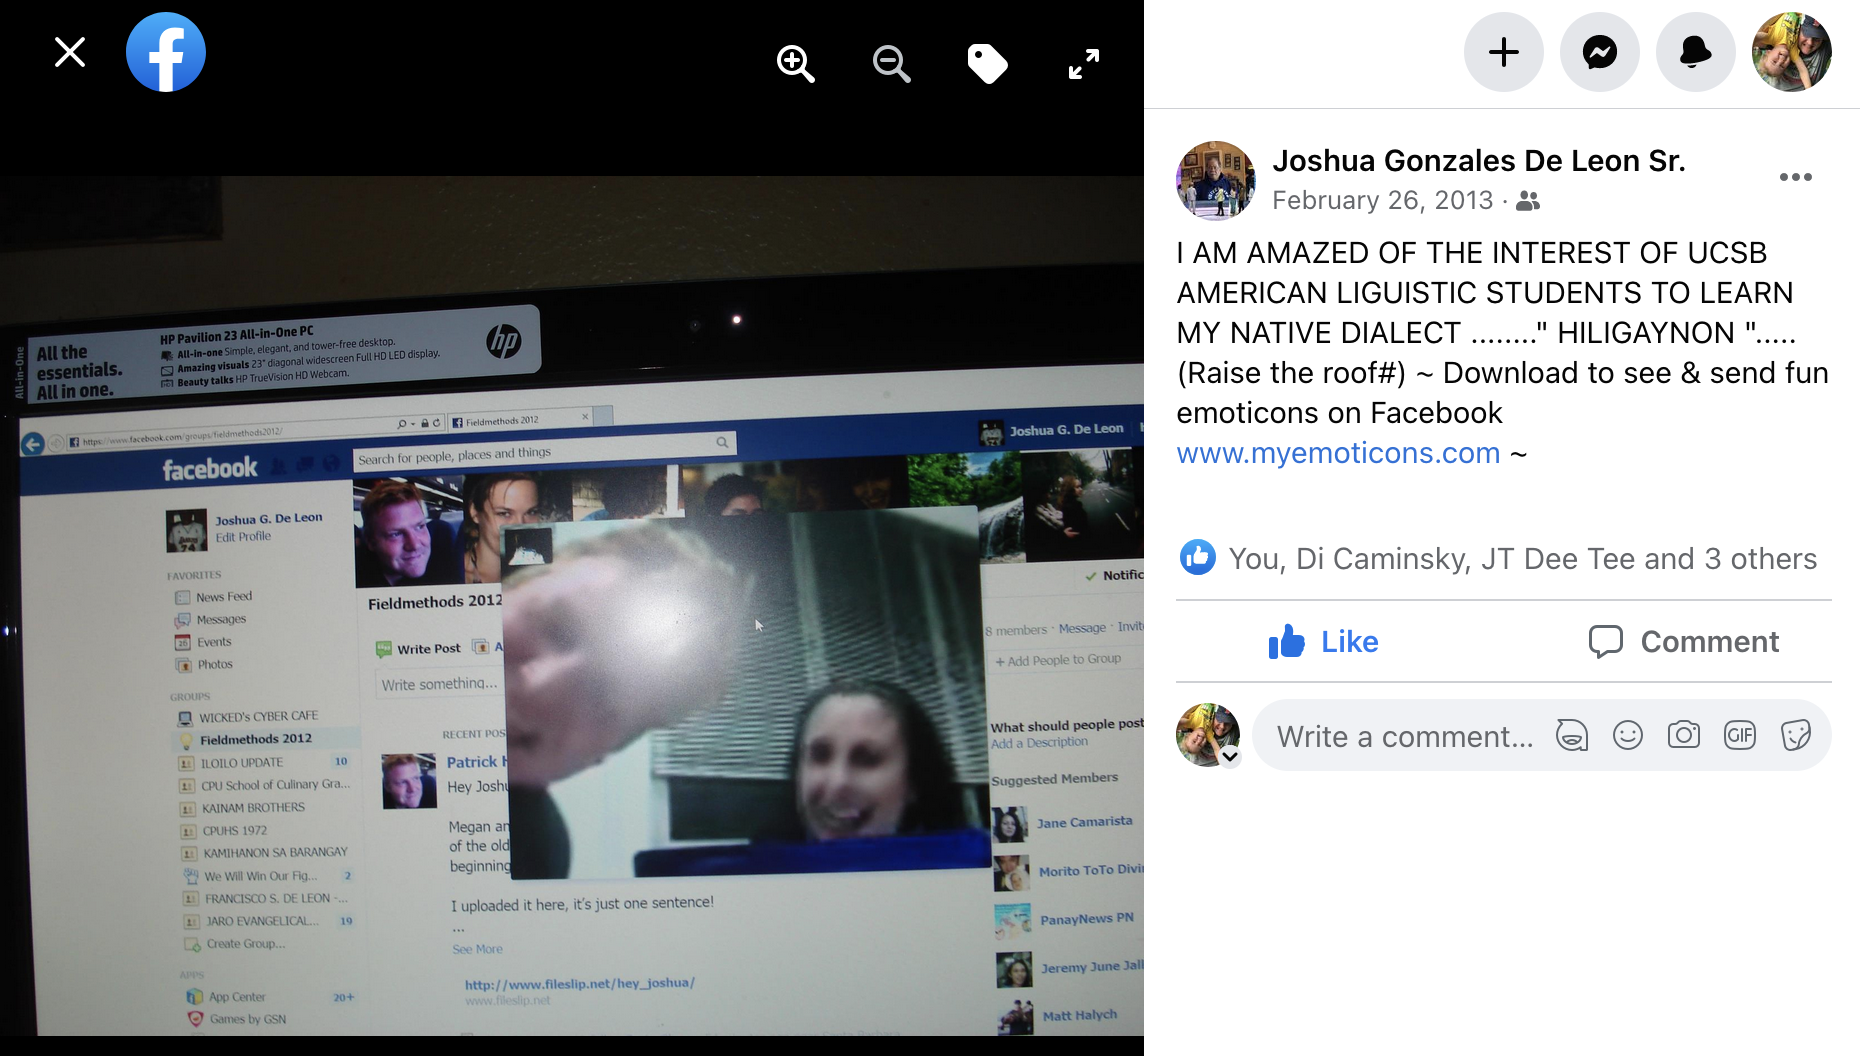 Joshua Gonzales De Leon Sr.
February 26, 2013 ·
I AM AMAZED OF THE INTEREST OF UCSB
AMERICAN LIGUISTIC STUDENTS TO LEARN
MY NATIVE DIALECT ........" HILIGAYNON ".....
(Raise the roof#) ~ Download to see & send fun
emoticons on Facebook
www.myemoticons.com ~
You, Di Caminsky, JT Dee Tee and 3 others
Like
Comment
Write a comment...
GIF
All-in-One
All the
essentials.
All in one.
HP Pavilion 23 All-in-One PC
All-in-one Simple, elegant, and tower-free desktop.
Amazing visuals 23" diagonal widescreen Full HD LED display.
Beauty talks HP TrueVision HD Webcam.
hp
https://www.facebook.com/groups/fieldmethods2012/
Fieldmethods 2012
facebook
Search for people, places and things
Joshua G. De Leon
Joshua G. De Leon
Edit Profile
FAVORITES
News Feed
Messages
26 Events
Photos
GROUPS
WICKED's CYBER CAFE
Fieldmethods 2012
ILOILO UPDATE 10
CPU School of Culinary Gra...
KAINAM BROTHERS
CPUHS 1972
KAMIHANON SA BARANGAY
We Will Win Our Fig... 2
FRANCISCO S. DE LEON -...
JARO EVANGELICAL... 19
Create Group...
APPS
App Center 20+
Games by GSN
Fieldmethods 2012
Write Post
A
Write something...
RECENT POS
Patrick H
Hey Joshu
Megan an
of the old
beginning
I uploaded it here, it's just one sentence!
...
See More
http://www.fileslip.net/hey_joshua/
www.fileslip.net
Notific
8 members · Message · Invite
+ Add People to Group
What should people post
Add a Description
Suggested Members
Jane Camarista
Morito ToTo Divi
PanayNews PN
Jeremy June Jal
Matt Halych